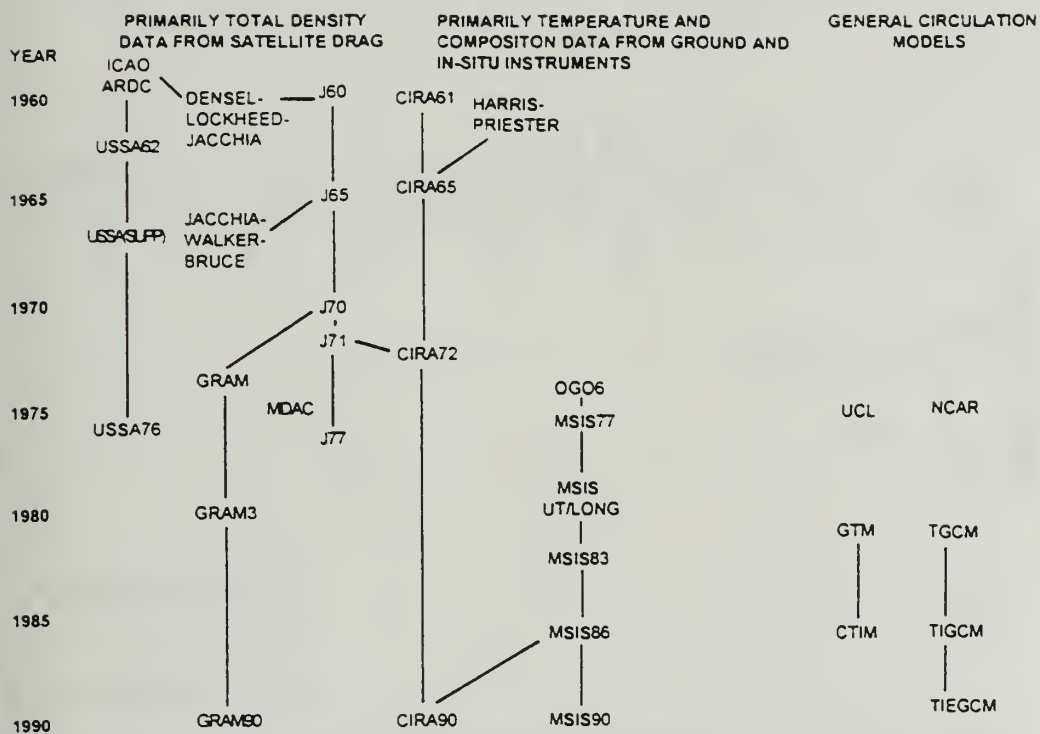 PRIMARILY TOTAL DENSITY
DATA FROM SATELLITE DRAG
PRIMARILY TEMPERATURE AND
COMPOSITON DATA FROM GROUND AND
IN-SITU INSTRUMENTS
GENERAL CIRCULATION
MODELS
YEAR
ICAO
ARDC
1960
DENSEL-
LOCKHEED-
JACCHIA
J60
CIRA61
HARRIS-
PRIESTER
USSA62
1965
J65
CIRA65
USSA(SUPP)
JACCHIA-
WALKER-
BRUCE
1970
J70
J71
CIRA72
GRAM
OGO6
1975
MDAC
MSIS77
UCL
NCAR
USSA76
J77
MSIS
UT/LONG
1980
GRAM3
GTM
TGCM
MSIS83
1985
MSIS86
CTIM
TIGCM
TIEGCM
1990
GRAM90
CIRA90
MSIS90